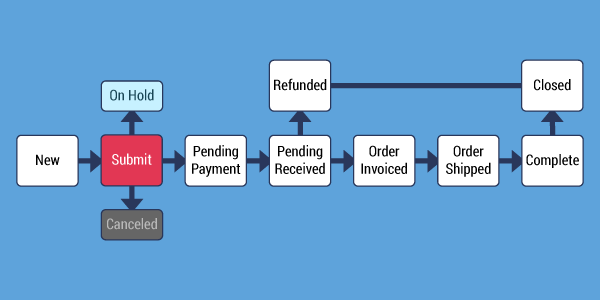 Refunded
Closed
On Hold
New
Submit
Pending
Payment
Pending
Received
Order
Invoiced
Order
Shipped
Complete
Canceled